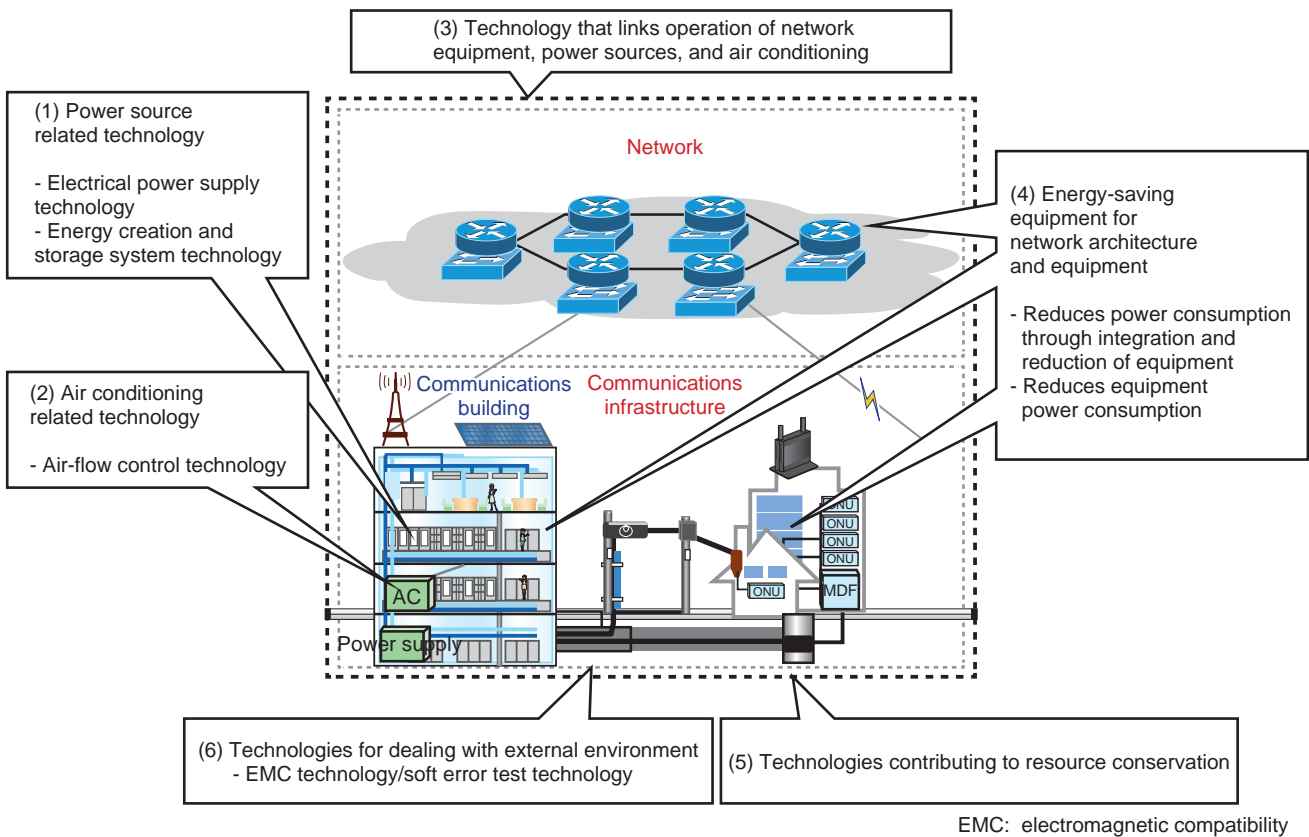 (3) Technology that links operation of network
equipment, power sources, and air conditioning
(1) Power source
related technology
- Electrical power supply
technology
- Energy creation and
storage system technology
Network
(4) Energy-saving
equipment for
network architecture
and equipment
- Reduces power consumption
through integration and
reduction of equipment
- Reduces equipment
power consumption
(2) Air conditioning
related technology
- Air-flow control technology
Communications
building
Communications
infrastructure
ONU
ONU
ONU
ONU
ONU
MDF
AC
Power supply
(6) Technologies for dealing with external environment
- EMC technology/soft error test technology
(5) Technologies contributing to resource conservation
EMC: electromagnetic compatibility